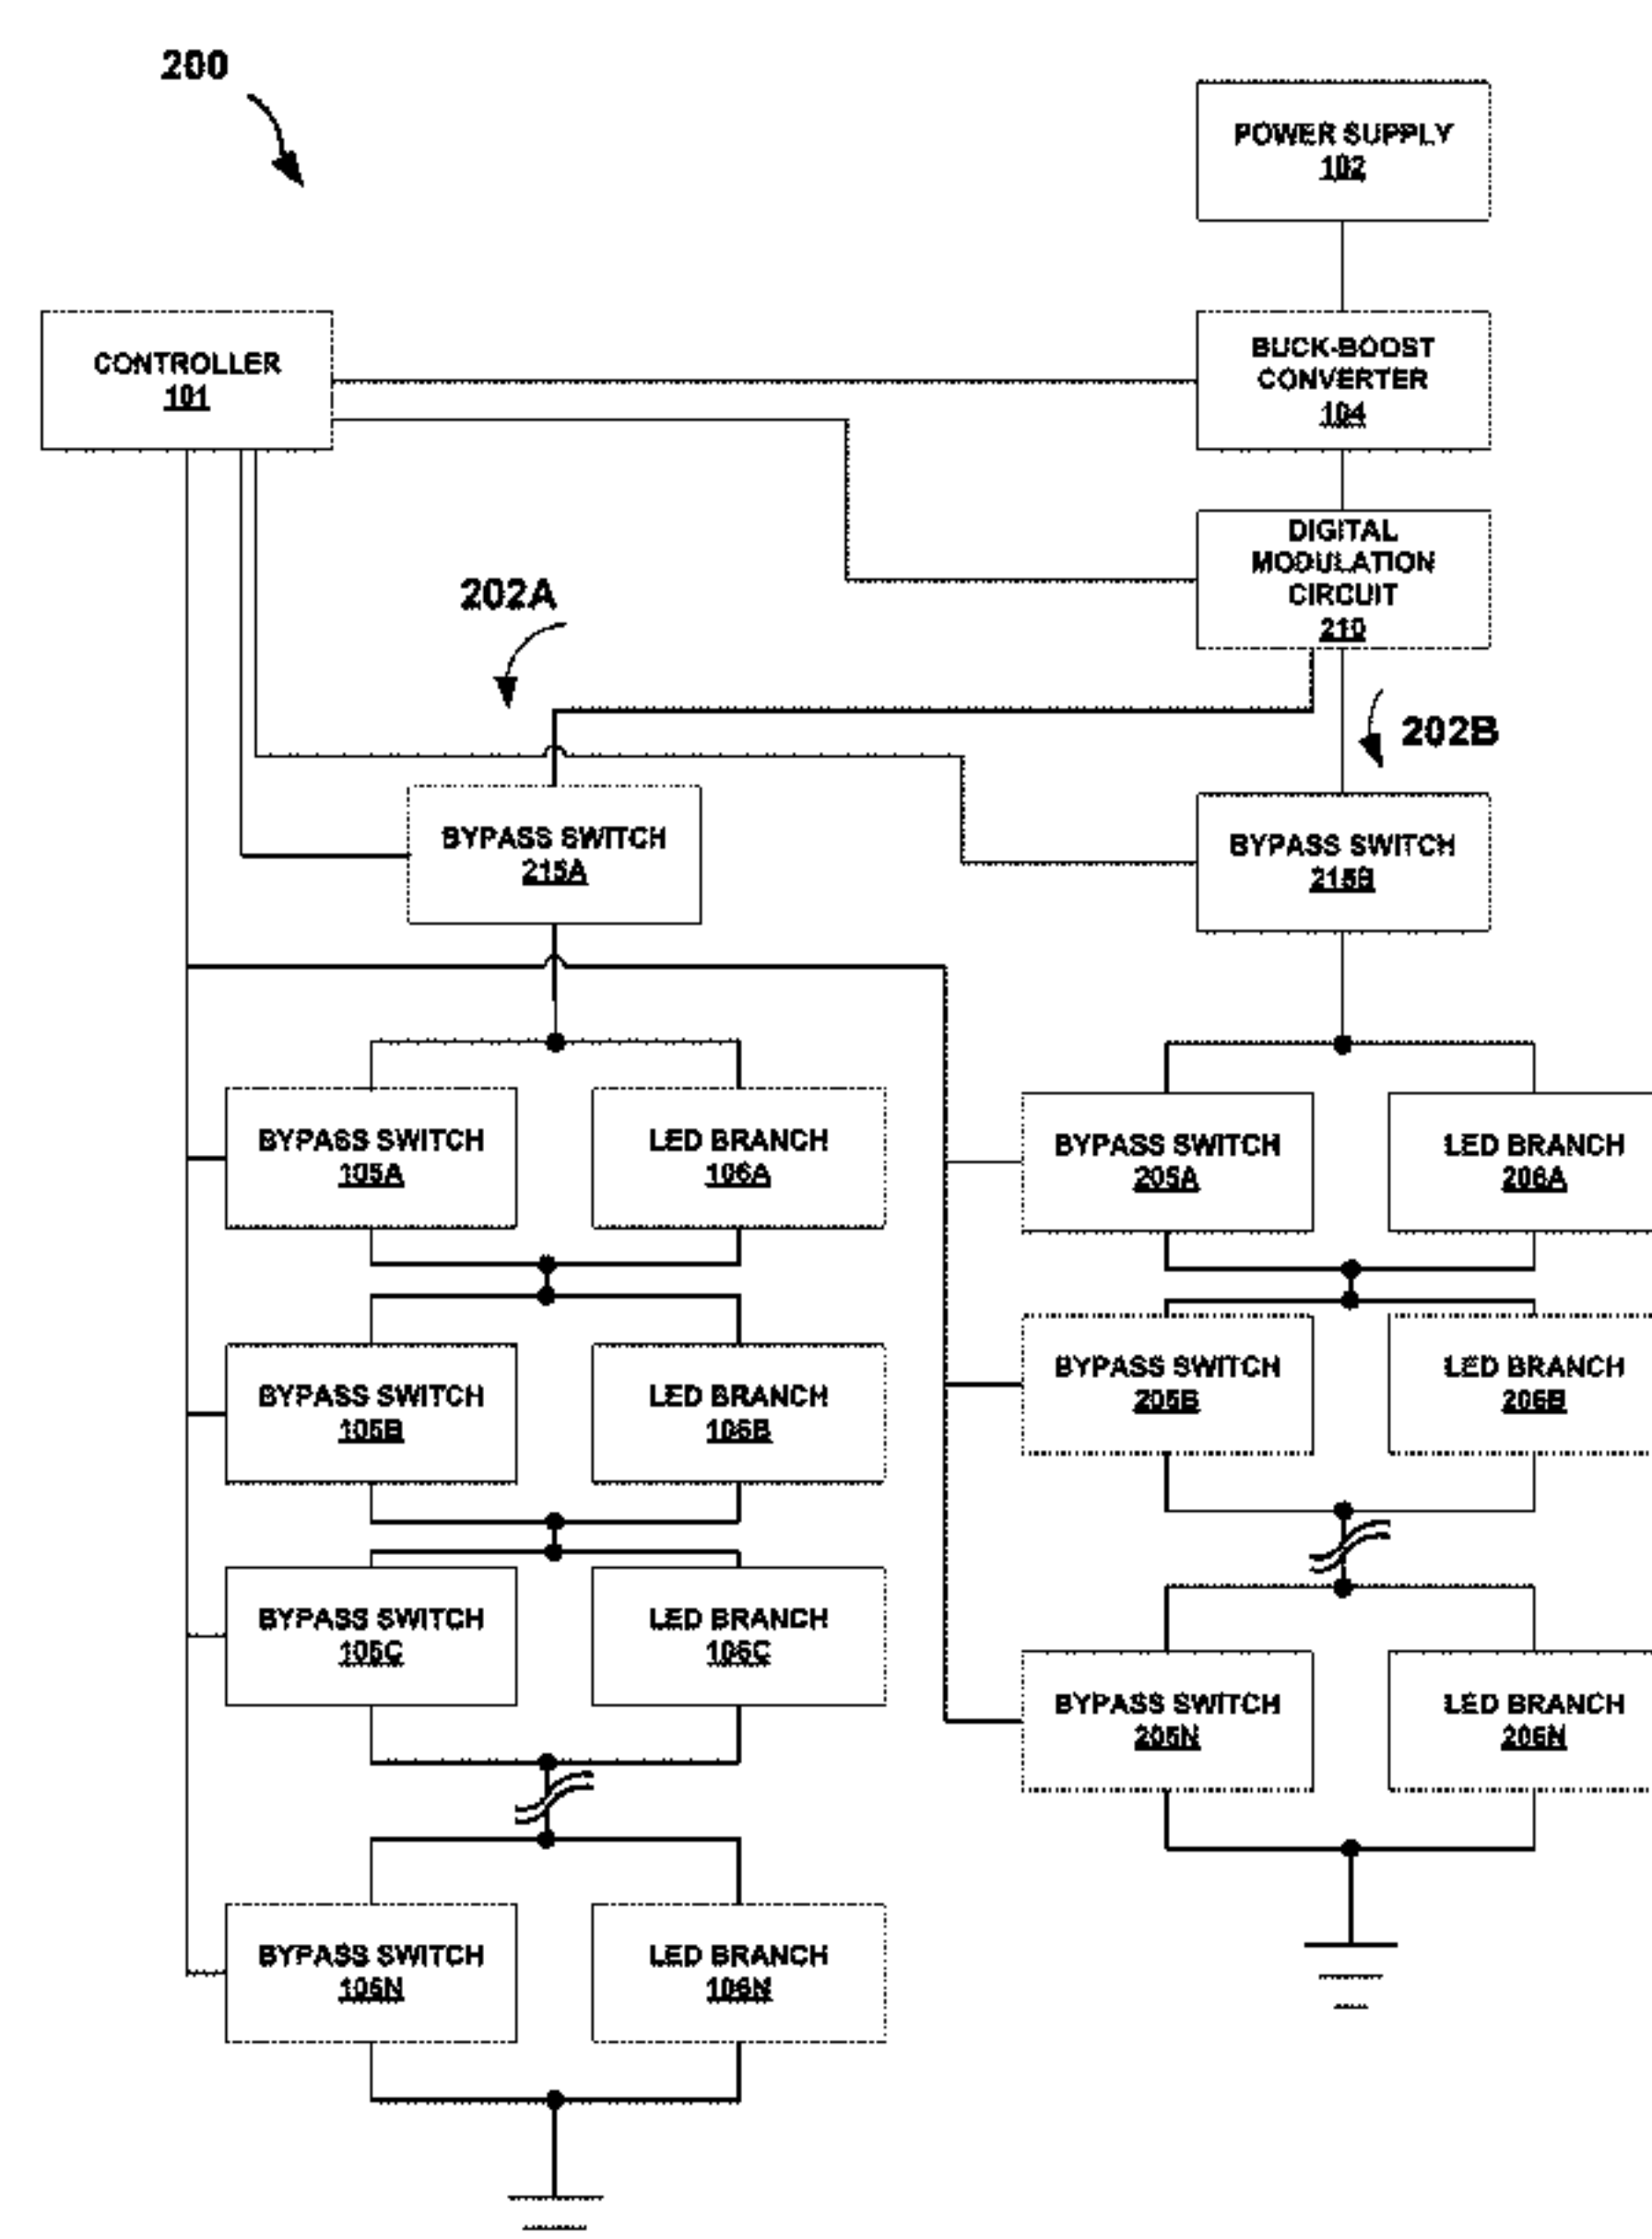 200
POWER SUPPLY
102
CONTROLLER
101
BUCK-BOOST
CONVERTER
104
DIGITAL
MODULATION
CIRCUIT
210
202A
202B
BYPASS SWITCH
215A
BYPASS SWITCH
215B
BYPASS SWITCH
105A
LED BRANCH
106A
BYPASS SWITCH
205A
LED BRANCH
206A
BYPASS SWITCH
105B
LED BRANCH
106B
BYPASS SWITCH
205B
LED BRANCH
206B
BYPASS SWITCH
105C
LED BRANCH
106C
BYPASS SWITCH
205N
LED BRANCH
206N
BYPASS SWITCH
105N
LED BRANCH
106N